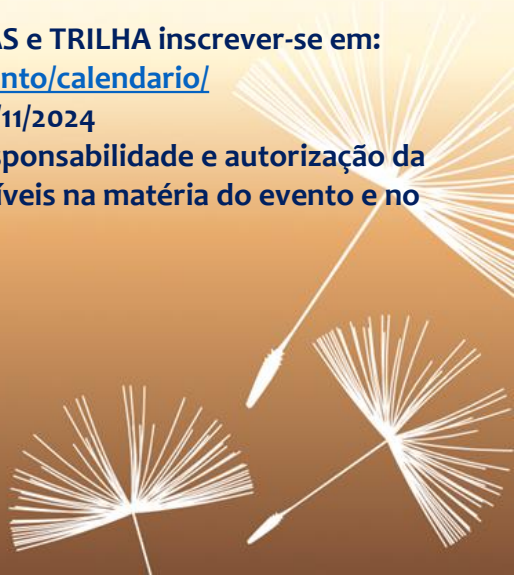 AS e TRILHA inscrever-se em:
nto/calendario/
/11/2024
sponsabilidade e autorização da
íveis na matéria do evento e no